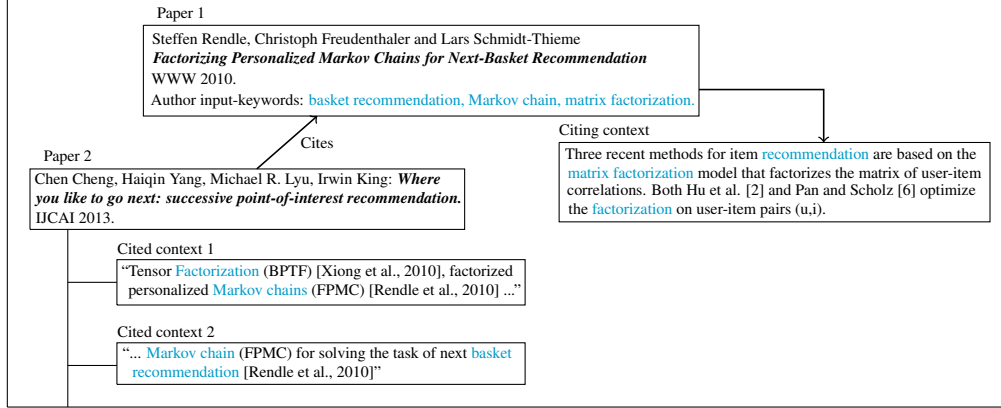 Paper 1
Steffen Rendle, Christoph Freudenthaler and Lars Schmidt-Thieme
Factorizing Personalized Markov Chains for Next-Basket Recommendation
WWW 2010.
Author input-keywords: basket recommendation, Markov chain, matrix factorization.
Cites
Citing context
Three recent methods for item recommendation are based on the
matrix factorization model that factorizes the matrix of user-item
correlations. Both Hu et al. [2] and Pan and Scholz [6] optimize
the factorization on user-item pairs (u,i).
Paper 2
Chen Cheng, Haiqin Yang, Michael R. Lyu, Irwin King: Where
you like to go next: successive point-of-interest recommendation.
IJCAI 2013.
Cited context 1
“Tensor Factorization (BPTF) [Xiong et al., 2010], factorized
personalized Markov chains (FPMC) [Rendle et al., 2010] ...”
Cited context 2
“... Markov chain (FPMC) for solving the task of next basket
recommendation [Rendle et al., 2010]”